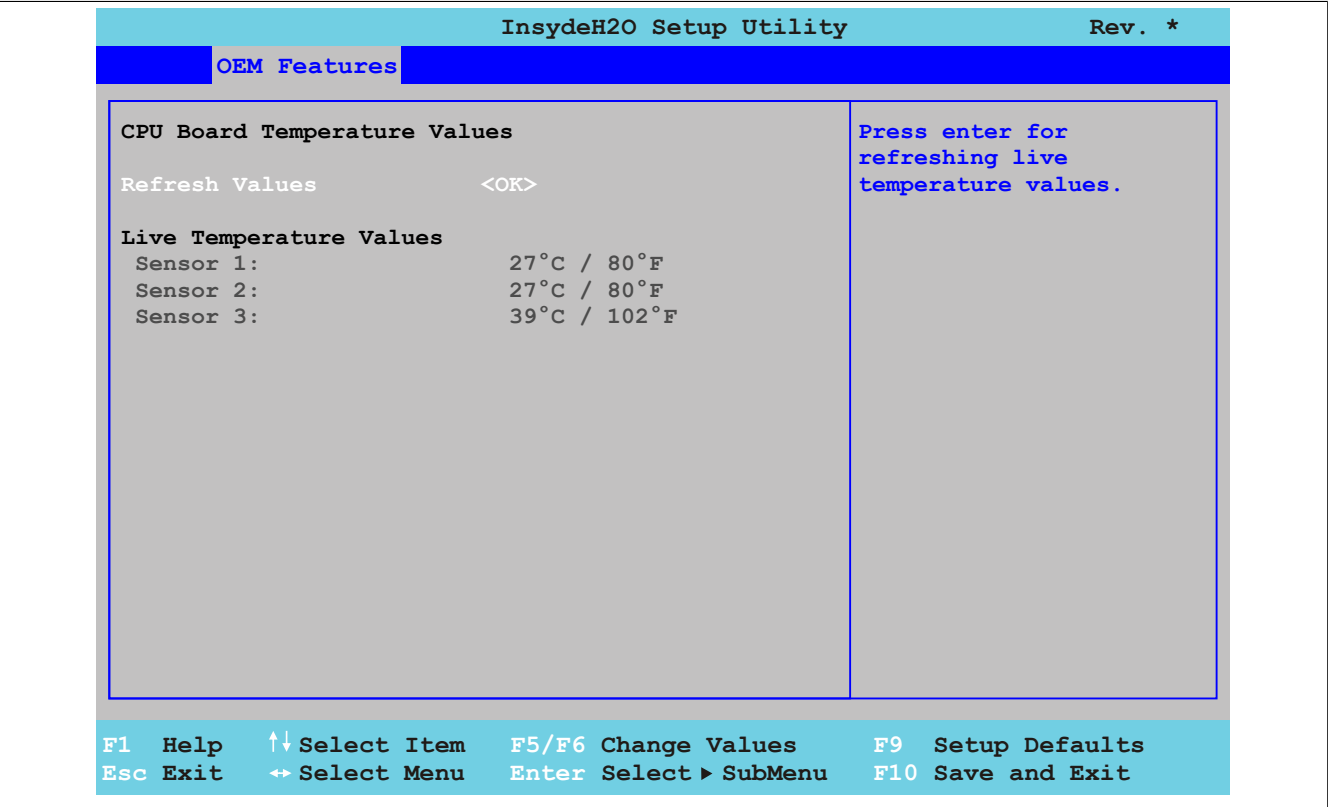 InsydeH2O Setup Utility Rev. *
OEM Features
CPU Board Temperature Values
Refresh Values <OK>
Live Temperature Values
Sensor 1: 27°C / 80°F
Sensor 2: 27°C / 80°F
Sensor 3: 39°C / 102°F
Press enter for
refreshing live
temperature values.
F1 Help ↑↓ Select Item F5/F6 Change Values F9 Setup Defaults
Esc Exit ↔ Select Menu Enter Select ▶ SubMenu F10 Save and Exit